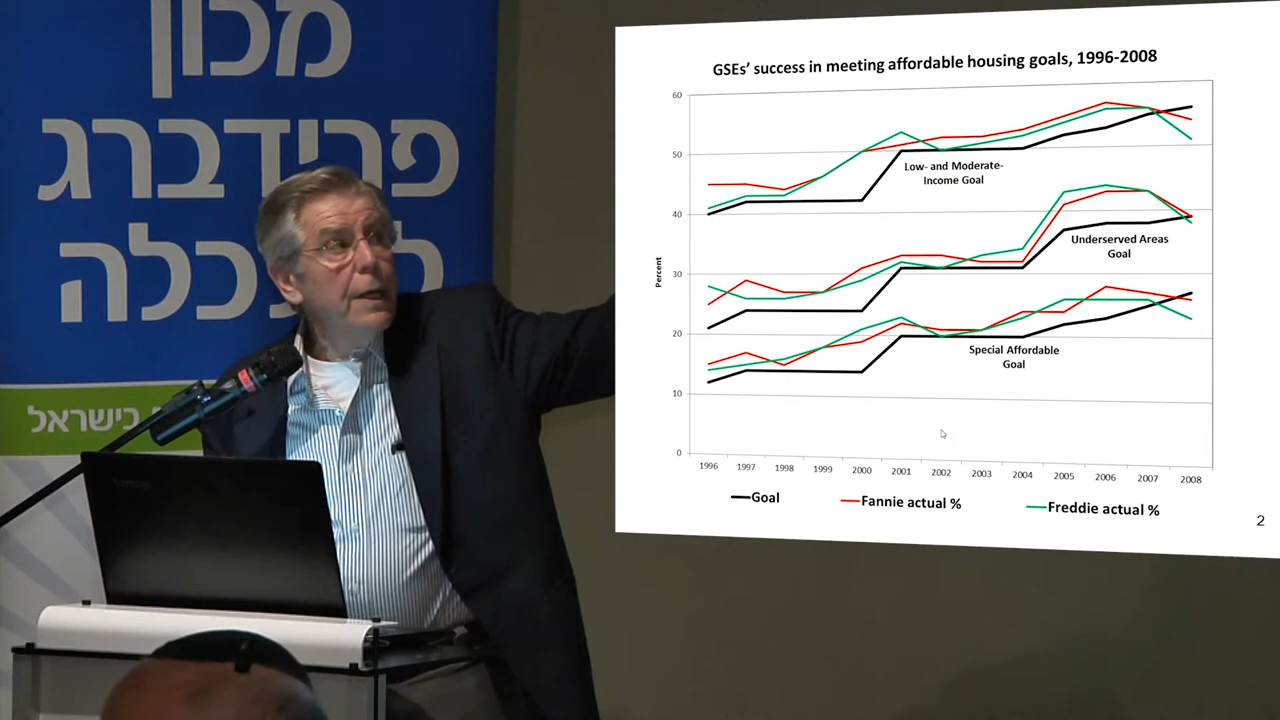 מכון
פרידברג
כישראל
GSEs' success in meeting affordable housing goals, 1996-2008
60
50
40
30
20
10
0
Percent
Low- and Moderate-
Income Goal
Underserved Areas
Goal
Special Affordable
Goal
1996 1997 1998 1999 2000 2001 2002 2003 2004 2005 2006 2007 2008
Goal Fannie actual % Freddie actual %
2